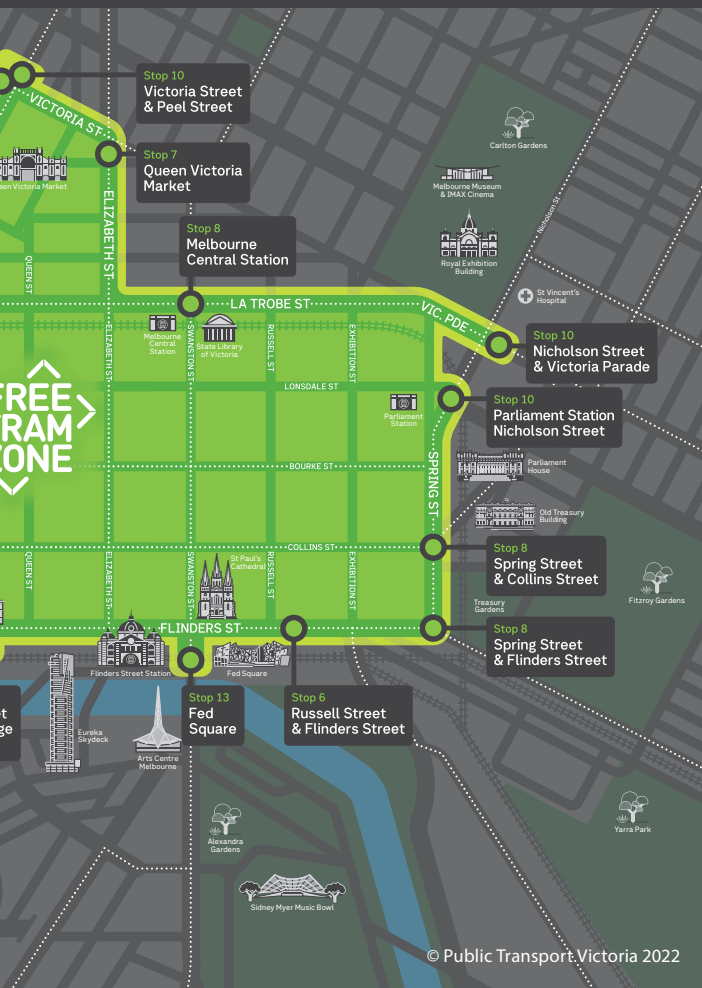 Stop 10
Victoria Street
& Peel Street
VICTORIA ST
Stop 7
Queen Victoria
Market
Queen Victoria Market
ELIZABETH ST
Stop 8
Melbourne
Central Station
QUEEN ST
LA TROBE ST
VIC. PDE
Carlton Gardens
Melbourne Museum
& IMAX Cinema
Royal Exhibition
Building
Nicholson St
St Vincent's
Hospital
Stop 10
Nicholson Street
& Victoria Parade
Melbourne
Central
Station
State Library
of Victoria
ELIZABETH ST
SWANSTON ST
RUSSELL ST
EXHIBITION ST
LONSDALE ST
FREE
TRAM
ZONE
Parliament
Station
Stop 10
Parliament Station
Nicholson Street
BOURKE ST
SPRING ST
Parliament
House
Old Treasury
Building
COLLINS ST
Stop 8
Spring Street
& Collins Street
QUEEN ST
ELIZABETH ST
SWANSTON ST
St Paul's
Cathedral
RUSSELL ST
EXHIBITION ST
Treasury
Gardens
Fitzroy Gardens
FLINDERS ST
Stop 8
Spring Street
& Flinders Street
Flinders Street Station
Fed Square
Stop 13
Fed
Square
Stop 6
Russell Street
& Flinders Street
Eureka
Skydeck
Arts Centre
Melbourne
Alexandra
Gardens
Yarra Park
Sidney Myer Music Bowl
© Public Transport Victoria 2022